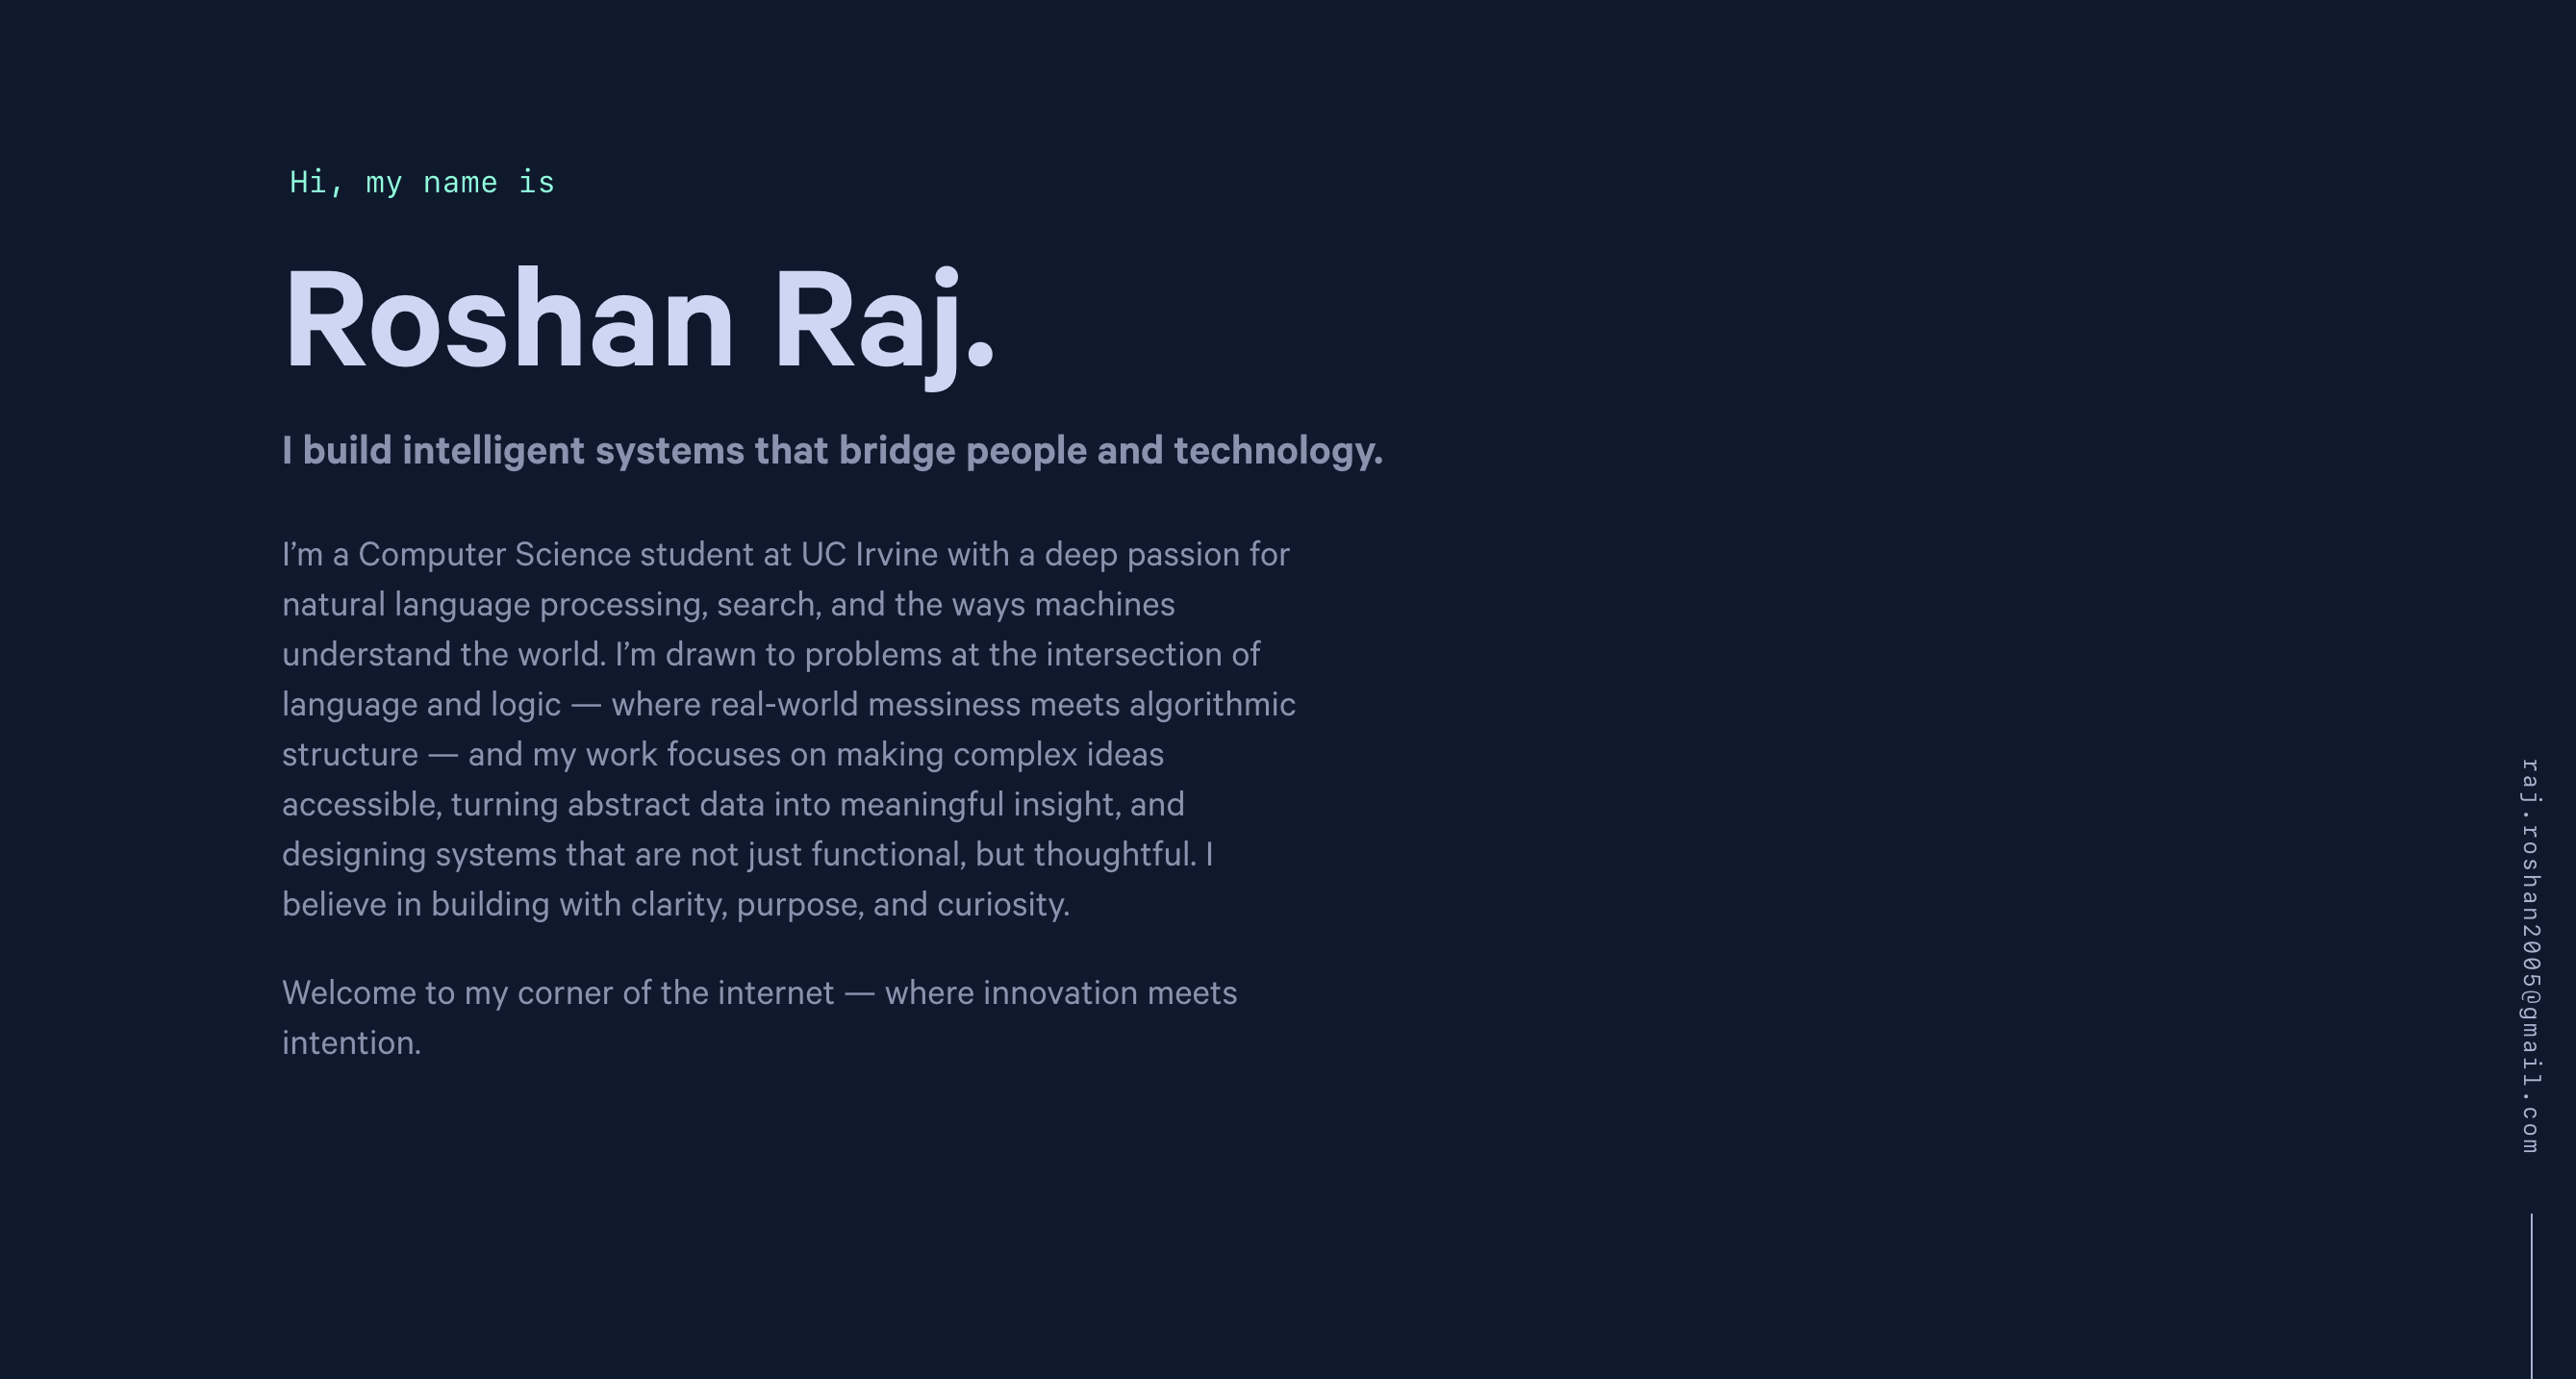 Hi, my name is
Roshan Raj.
I build intelligent systems that bridge people and technology.
I’m a Computer Science student at UC Irvine with a deep passion for
natural language processing, search, and the ways machines
understand the world. I’m drawn to problems at the intersection of
language and logic — where real-world messiness meets algorithmic
structure — and my work focuses on making complex ideas
accessible, turning abstract data into meaningful insight, and
designing systems that are not just functional, but thoughtful. I
believe in building with clarity, purpose, and curiosity.
Welcome to my corner of the internet — where innovation meets
intention.
raj.roshan2005@gmail.com